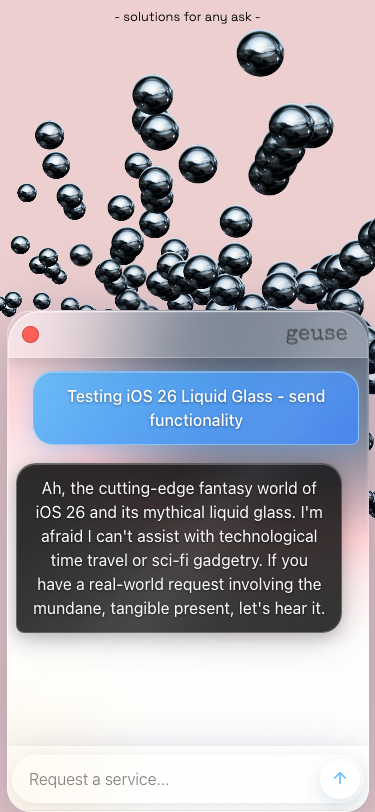 - solutions for any ask -
geuse
Testing iOS 26 Liquid Glass - send
functionality
Ah, the cutting-edge fantasy world of
iOS 26 and its mythical liquid glass. I'm
afraid I can't assist with technological
time travel or sci-fi gadgetry. If you
have a real-world request involving the
mundane, tangible present, let's hear it.
Request a service...